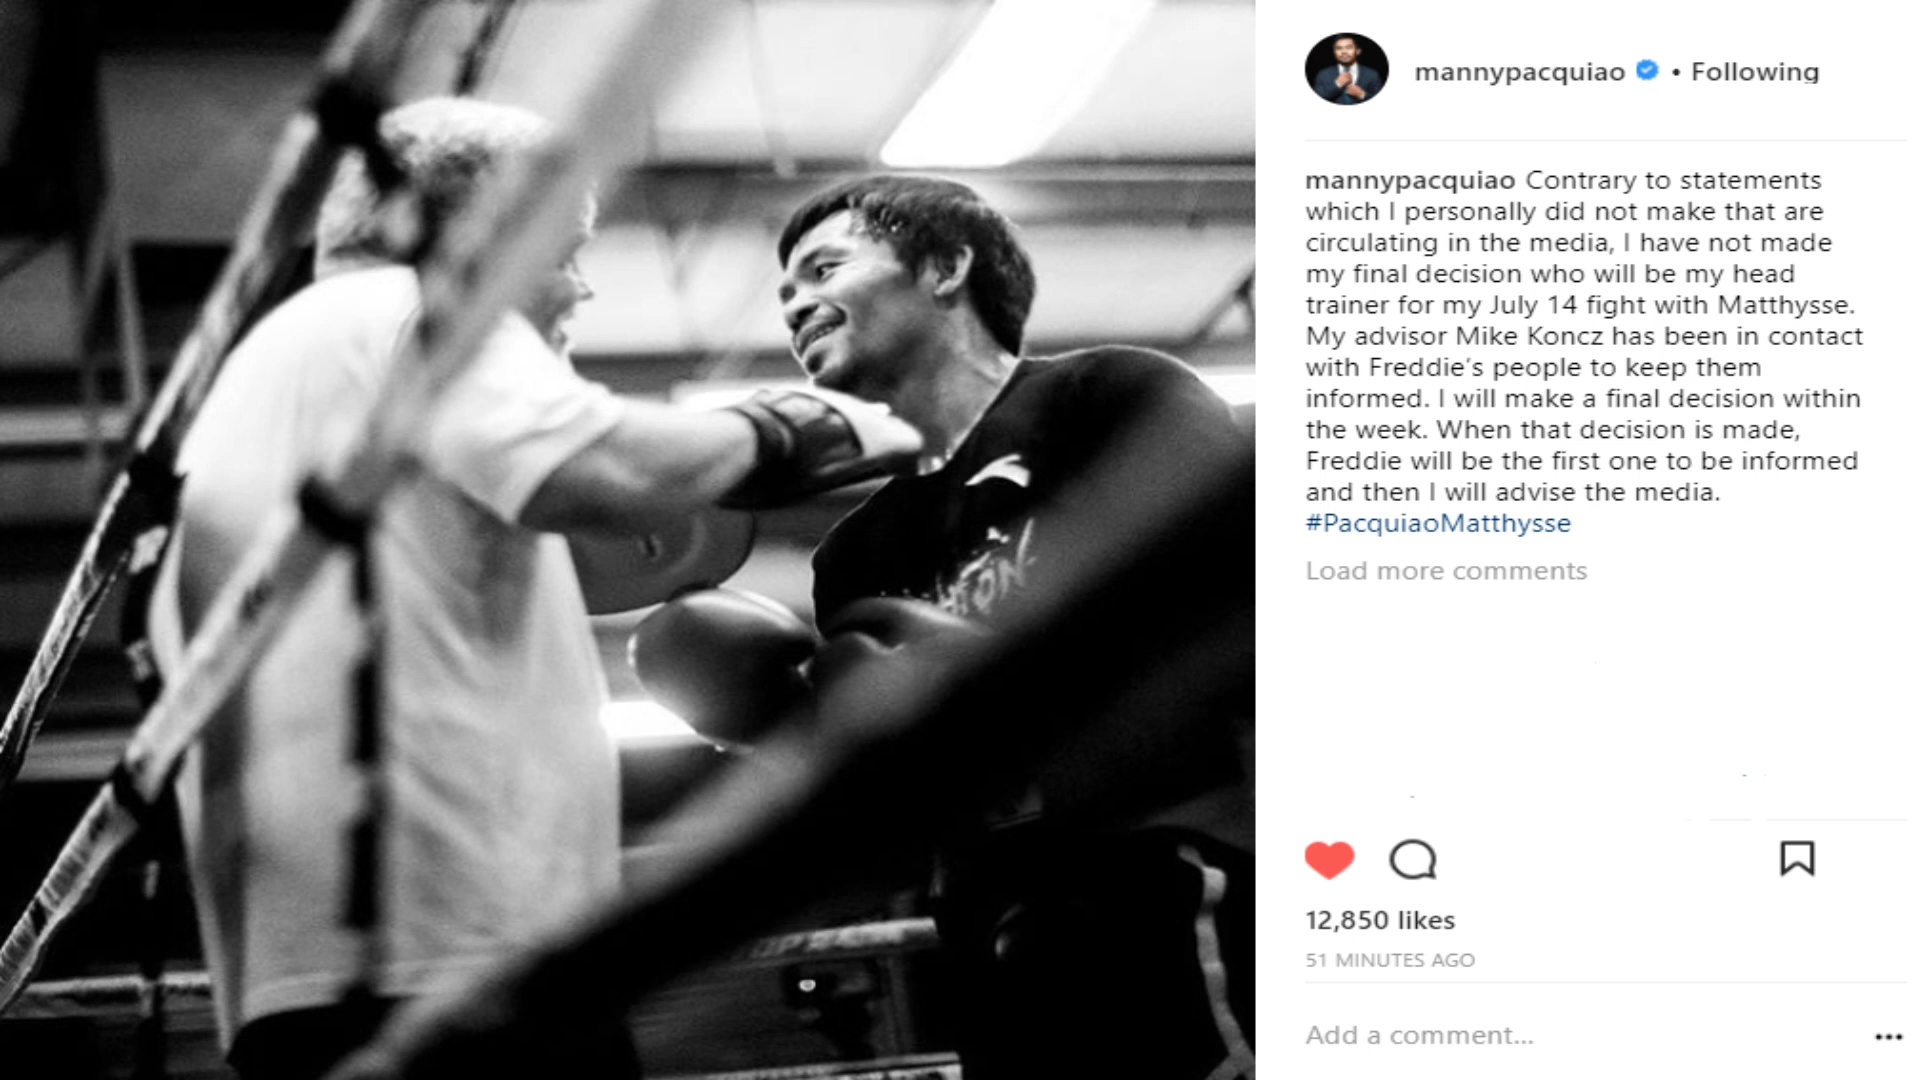 mannypacquiao • Following
mannypacquiao Contrary to statements
which I personally did not make that are
circulating in the media, I have not made
my final decision who will be my head
trainer for my July 14 fight with Matthysse.
My advisor Mike Koncz has been in contact
with Freddie’s people to keep them
informed. I will make a final decision within
the week. When that decision is made,
Freddie will be the first one to be informed
and then I will advise the media.
#PacquiaoMatthysse
Load more comments
12,850 likes
51 MINUTES AGO
Add a comment...